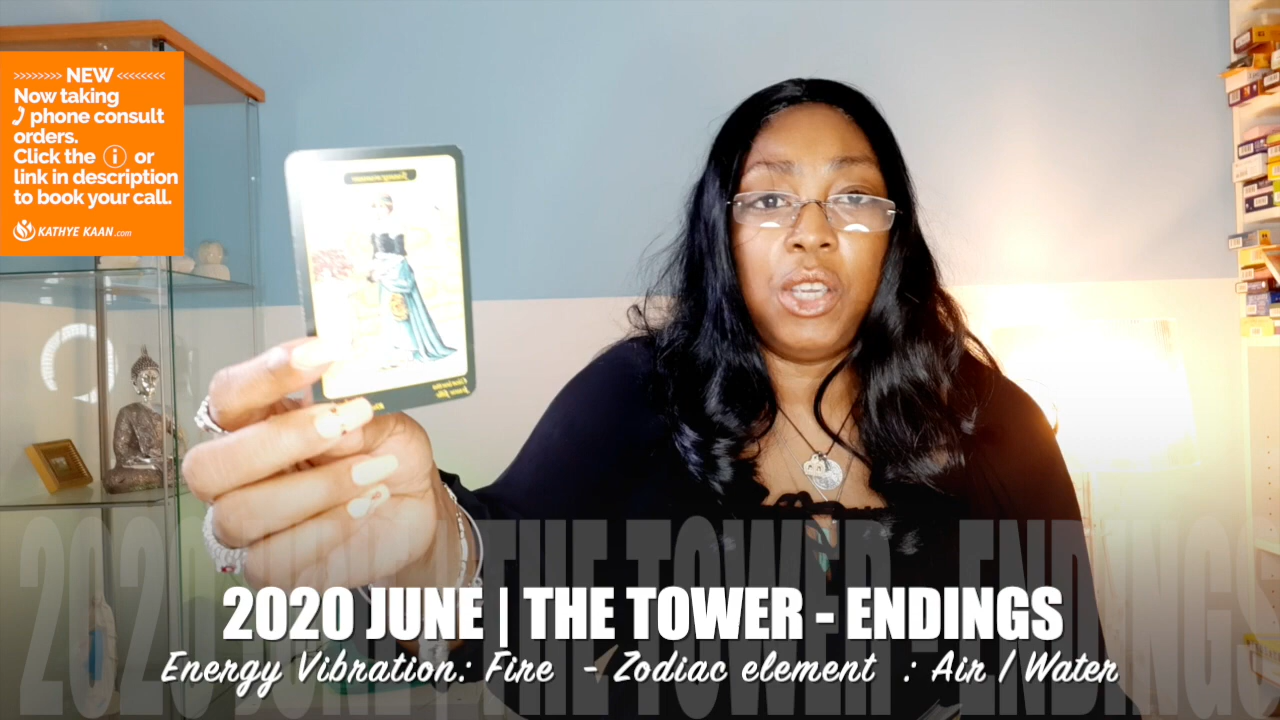 >>>>>>>> NEW <<<<<<<<
Now taking
phone consult
orders.
Click the ⓘ or
link in description
to book your call.
KATHYE KAAN.com
2020 JUNE | THE TOWER - ENDINGS
2020 JUNE | THE TOWER - ENDINGS
Energy Vibration: Fire - Zodiac element : Air / Water